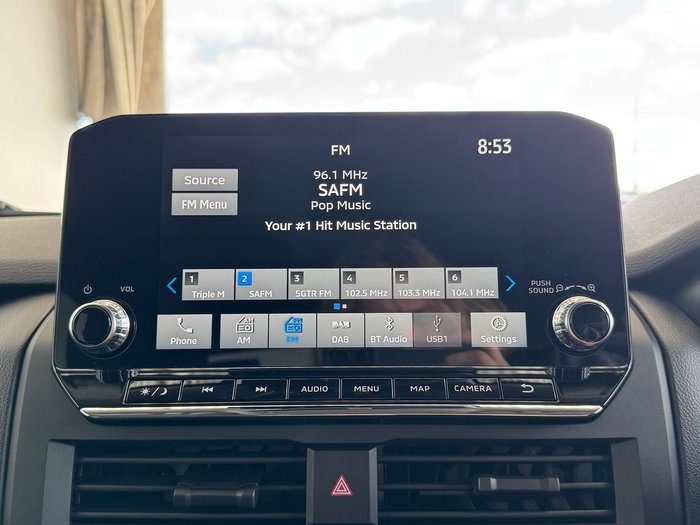 FM
8:53
Source
96.1 MHz
SAFM
FM Menu
Pop Music
Your #1 Hit Music Station
1 2 3 4 5 6
Triple M SAFM 5GTR FM 102.5 MHz 103.3 MHz 104.1 MHz
VOL
PUSH
SOUND
Phone AM FM DAB BT Audio USB1 Settings
AUDIO MENU MAP CAMERA